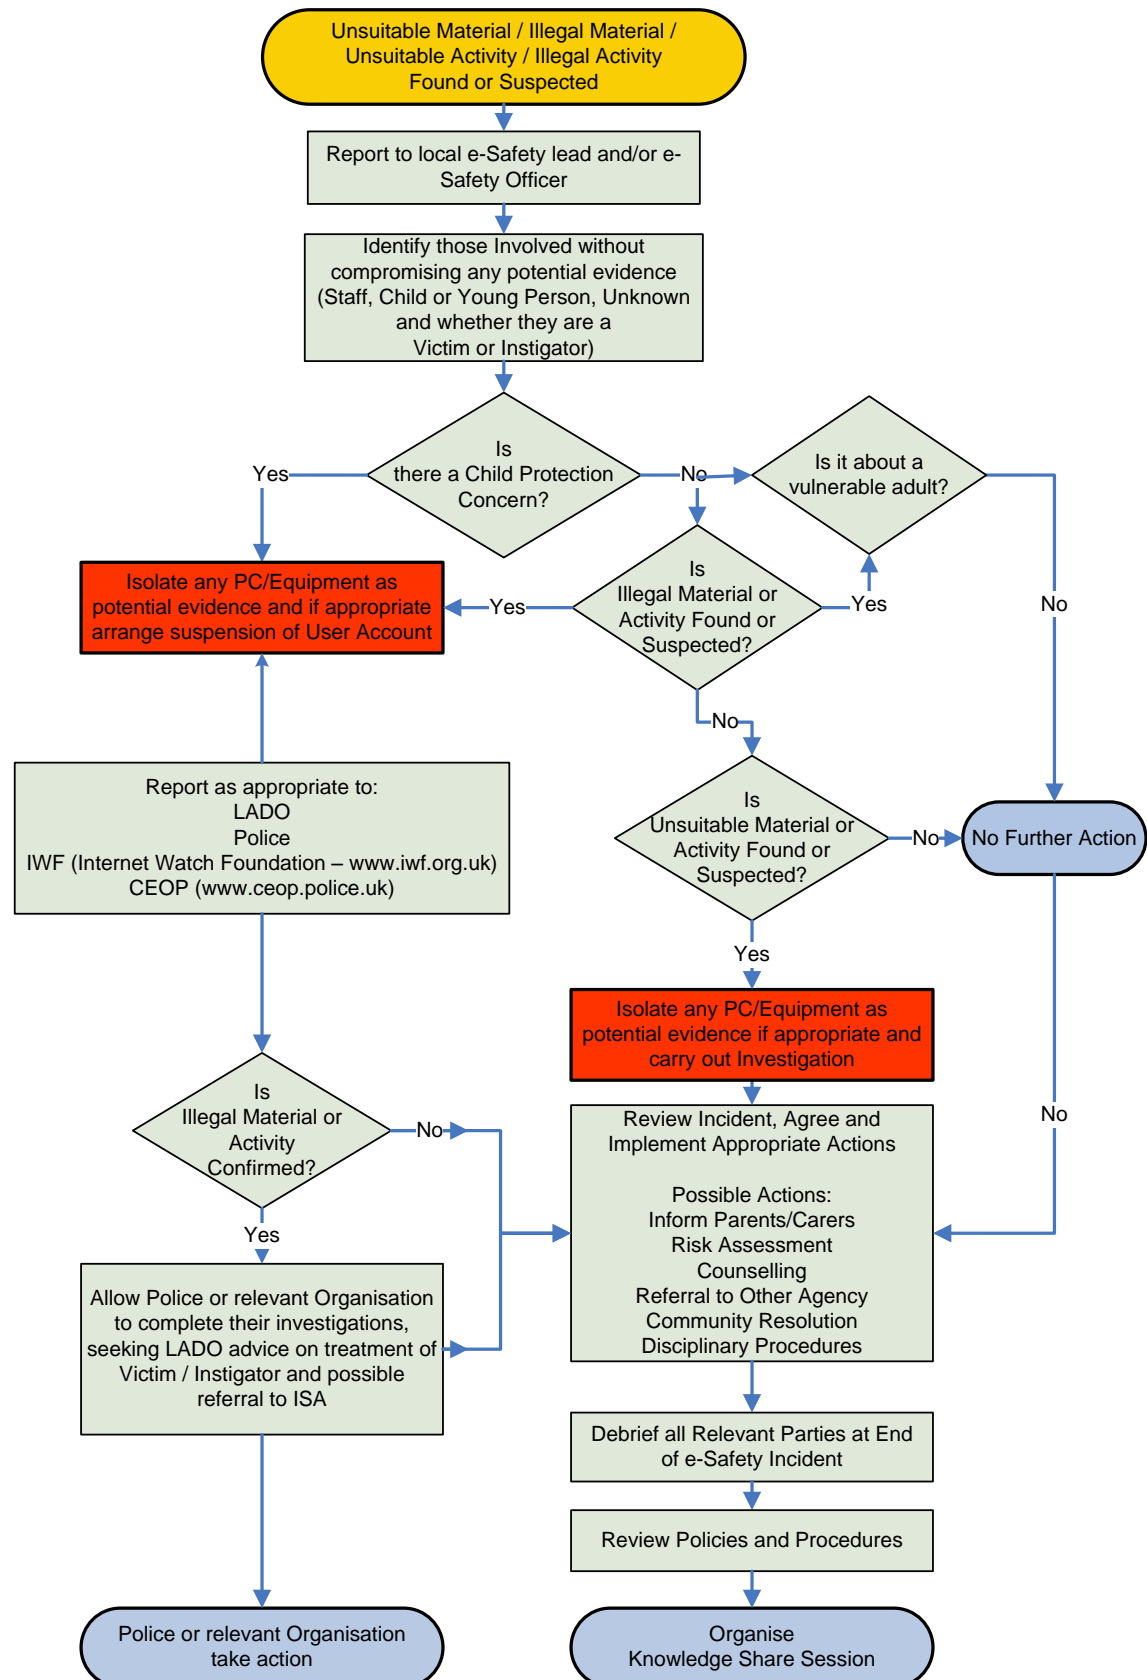 Unsuitable Material / Illegal Material /
Unsuitable Activity / Illegal Activity
Found or Suspected
Report to local e-Safety lead and/or e-
Safety Officer
Identify those Involved without
compromising any potential evidence
(Staff, Child or Young Person, Unknown
and whether they are a
Victim or Instigator)
Is
there a Child Protection
Concern?
Yes
No
Is it about a
vulnerable adult?
No
Isolate any PC/Equipment as
potential evidence and if appropriate
arrange suspension of User Account
Yes
Is
Illegal Material or
Activity Found or
Suspected?
Yes
No
Report as appropriate to:
LADO
Police
IWF (Internet Watch Foundation – www.iwf.org.uk)
CEOP (www.ceop.police.uk)
Is
Unsuitable Material or
Activity Found or
Suspected?
No
No Further Action
Yes
Isolate any PC/Equipment as
potential evidence if appropriate and
carry out Investigation
Is
Illegal Material or
Activity
Confirmed?
No
Yes
Review Incident, Agree and
Implement Appropriate Actions
Possible Actions:
Inform Parents/Carers
Risk Assessment
Counselling
Referral to Other Agency
Community Resolution
Disciplinary Procedures
No
Allow Police or relevant Organisation
to complete their investigations,
seeking LADO advice on treatment of
Victim / Instigator and possible
referral to ISA
Debrief all Relevant Parties at End
of e-Safety Incident
Review Policies and Procedures
Police or relevant Organisation
take action
Organise
Knowledge Share Session